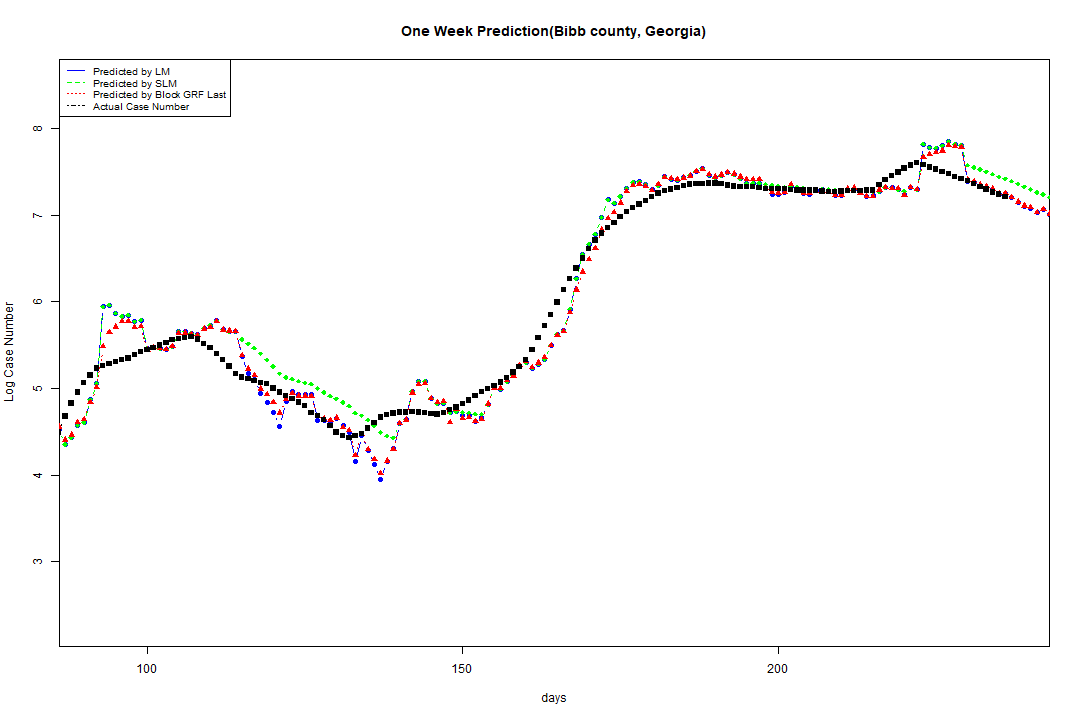 One Week Prediction(Bibb county, Georgia)
Predicted by LM
Predicted by SLM
Predicted by Block GRF Last
Actual Case Number
8
7
6
5
4
3
Log Case Number
100 150 200
days